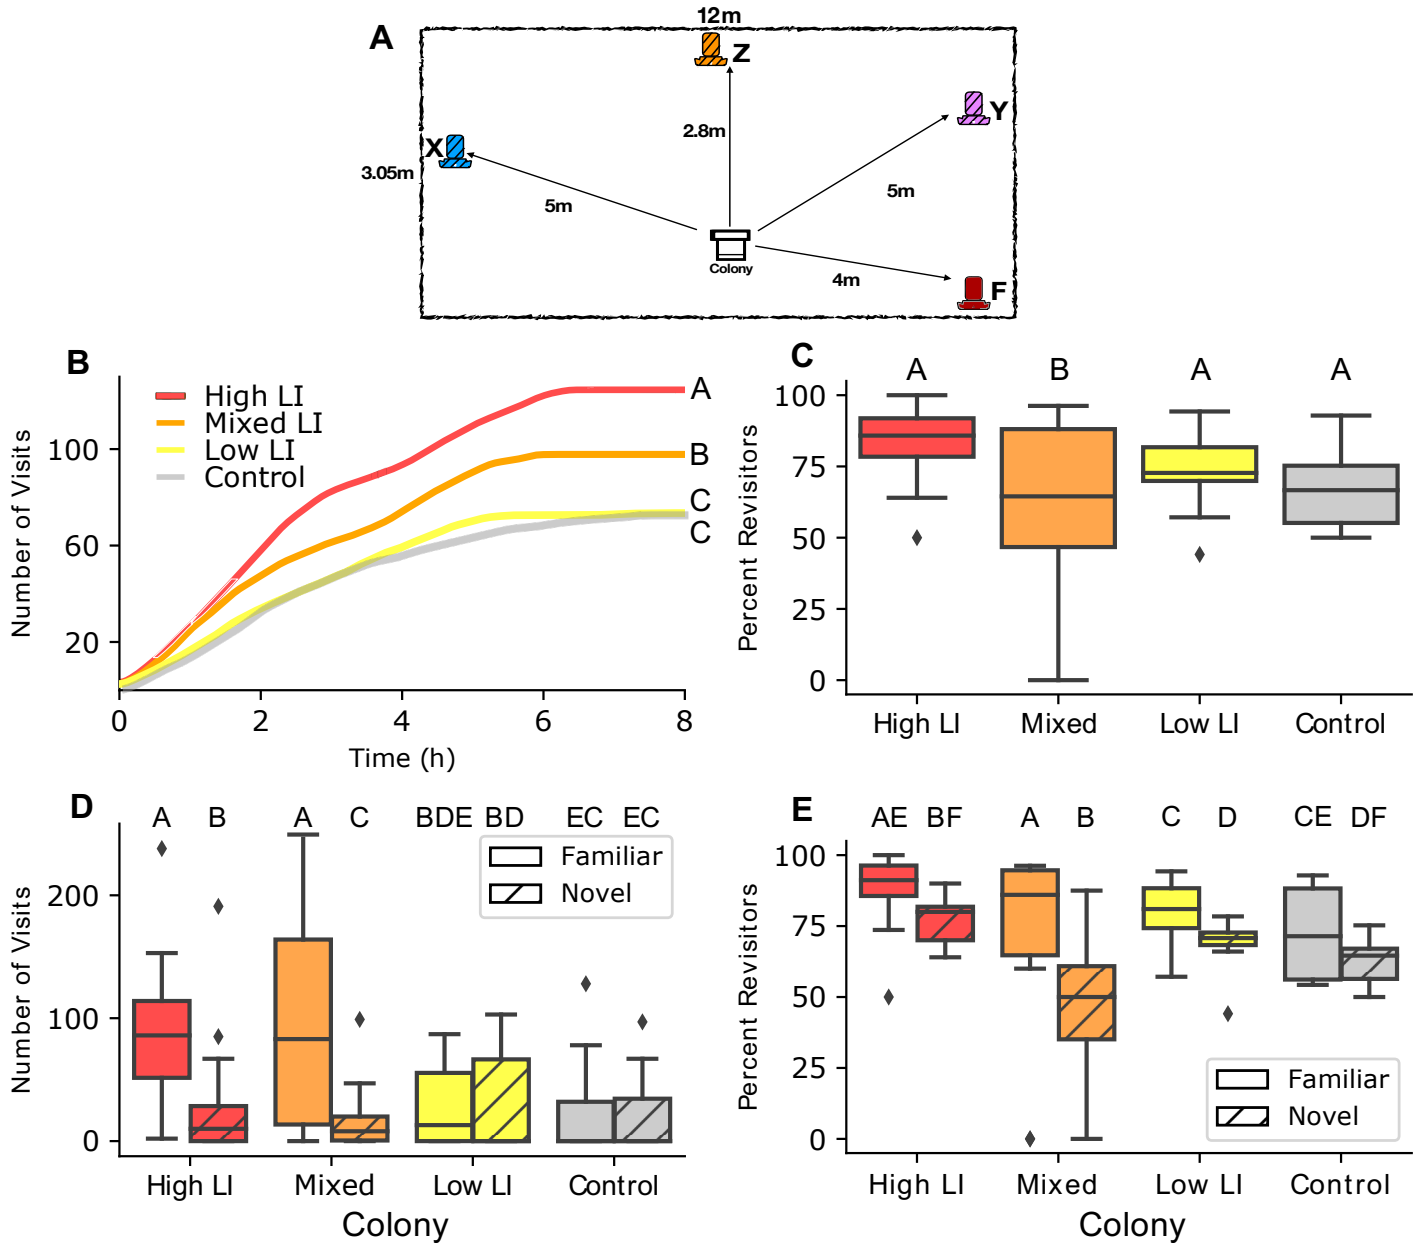 A
12m
Z
Y
2.8m
X
3.05m
5m
5m
Colony
4m
F
B
High LI
Mixed LI
Low LI
Control
A
B
C
C
Number of Visits
100
60
20
0 2 4 6 8
Time (h)
C
A B A A
Percent Revisitors
100
75
50
25
0
High LI Mixed Low LI Control
D
A B A C BDE BD EC EC
Familiar
Novel
Number of Visits
200
100
0
High LI Mixed Low LI Control
Colony
E
AE BF A B C D CE DF
Percent Revisitors
100
75
50
25
0
Familiar
Novel
High LI Mixed Low LI Control
Colony